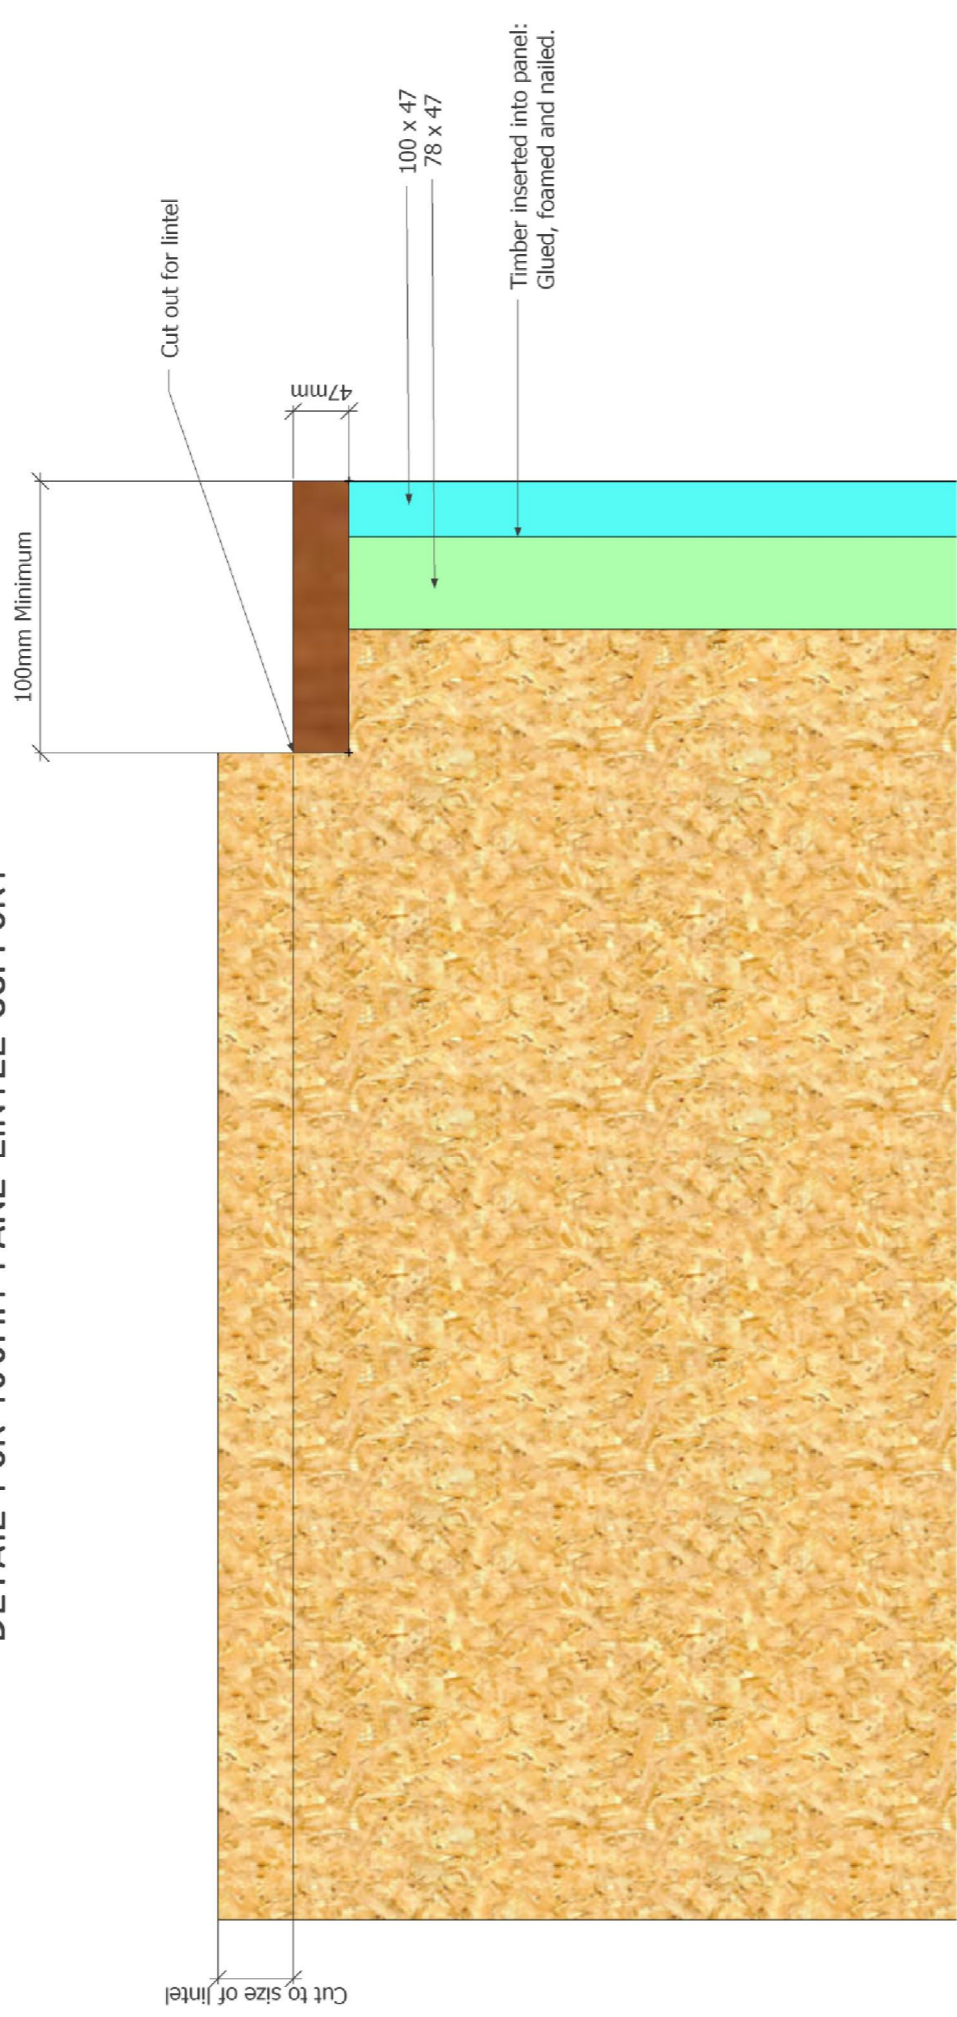 100mm Minimum
Cut out for lintel
47mm
100 x 47
78 x 47
Timber inserted into panel:
Glued, foamed and nailed.
Cut to size of lintel